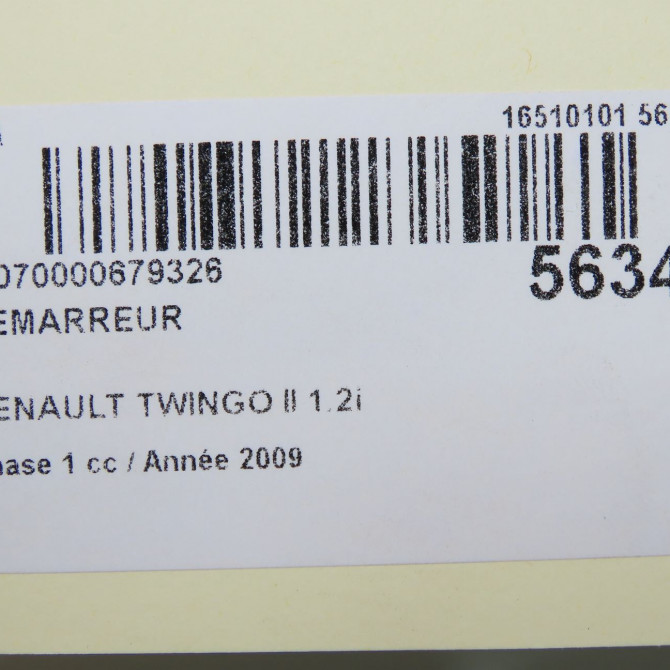 16510101 56
070000679326
5634
EMARREUR
ENAULT TWINGO II 1.2i
hase 1 cc / Année 2009